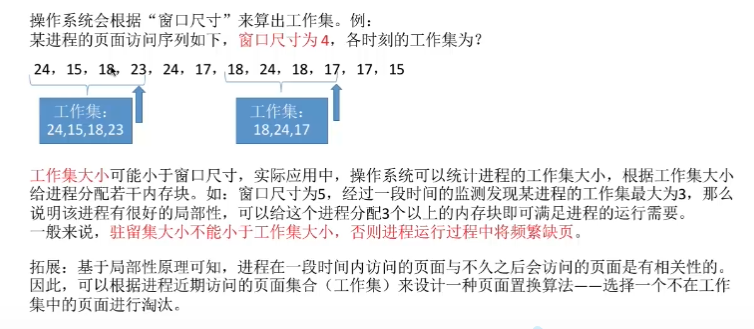 操作系统会根据“窗口尺寸”来算出工作集。例：
某进程的页面访问序列如下，窗口尺寸为 4，各时刻的工作集为？
24，15，18，23，24，17，18，24，18，17，17，15
工作集：
24,15,18,23
工作集：
18,24,17
工作集大小可能小于窗口尺寸，实际应用中，操作系统可以统计进程的工作集大小，根据工作集大小
给进程分配若干内存块。如：窗口尺寸为5，经过一段时间的监测发现某进程的工作集最大为3，那么
说明该进程有很好的局部性，可以给这个进程分配3个以上的内存块即可满足进程的运行需要。
一般来说，驻留集大小不能小于工作集大小，否则进程运行过程中将频繁缺页。
拓展：基于局部性原理可知，进程在一段时间内访问的页面与不久之后会访问的页面是有相关性的。
因此，可以根据进程近期访问的页面集合（工作集）来设计一种页面置换算法——选择一个不在工作
集中的页面进行淘汰。